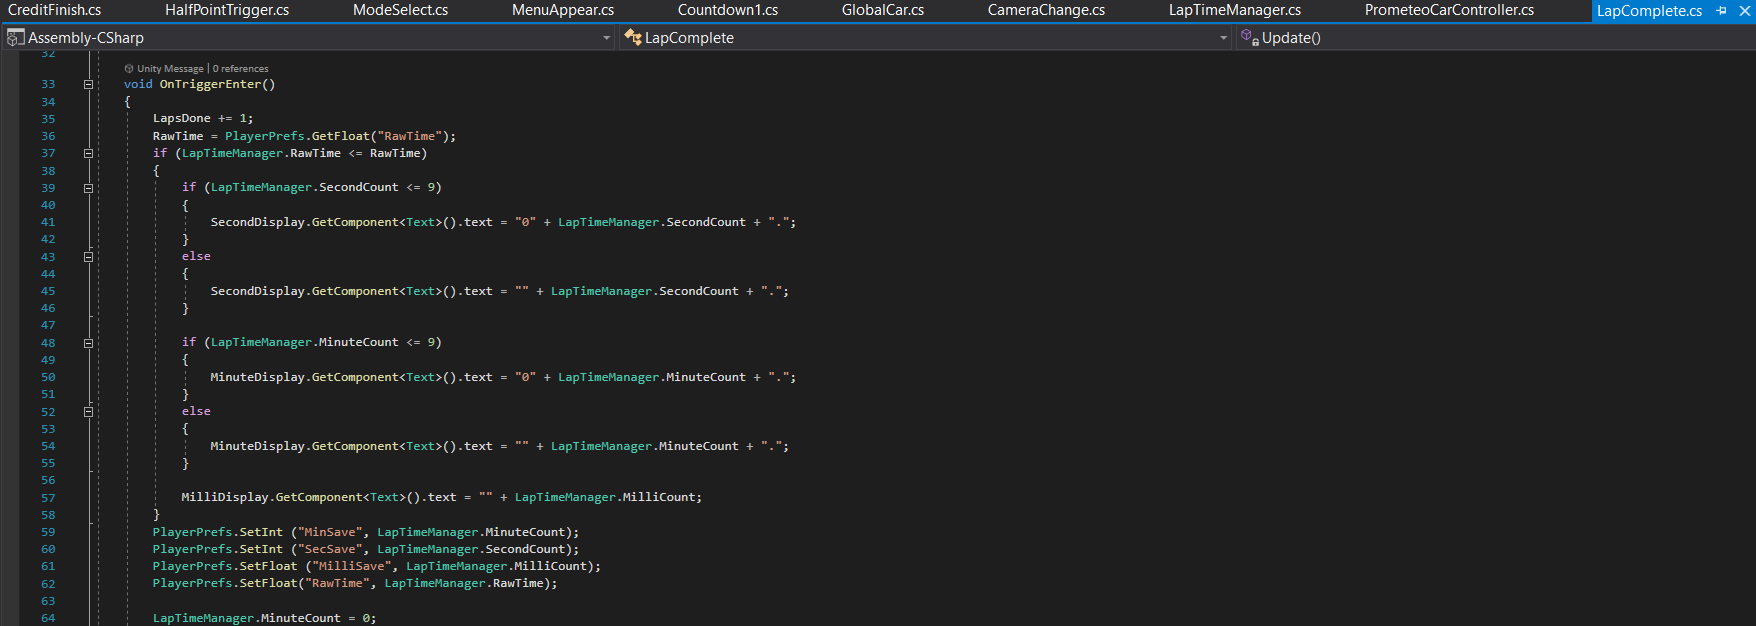 CreditFinish.cs HalfPointTrigger.cs ModeSelect.cs MenuAppear.cs Countdown1.cs GlobalCar.cs CameraChange.cs LapTimeManager.cs PrometeoCarController.cs LapComplete.cs
Assembly-CSharp LapComplete Update()
32
Unity Message | 0 references
33 void OnTriggerEnter()
34 {
35 LapsDone += 1;
36 RawTime = PlayerPrefs.GetFloat("RawTime");
37 if (LapTimeManager.RawTime <= RawTime)
38 {
39 if (LapTimeManager.SecondCount <= 9)
40 {
41 SecondDisplay.GetComponent<Text>().text = "0" + LapTimeManager.SecondCount + ".";
42 }
43 else
44 {
45 SecondDisplay.GetComponent<Text>().text = "" + LapTimeManager.SecondCount + ".";
46 }
47
48 if (LapTimeManager.MinuteCount <= 9)
49 {
50 MinuteDisplay.GetComponent<Text>().text = "0" + LapTimeManager.MinuteCount + ".";
51 }
52 else
53 {
54 MinuteDisplay.GetComponent<Text>().text = "" + LapTimeManager.MinuteCount + ".";
55 }
56
57 MilliDisplay.GetComponent<Text>().text = "" + LapTimeManager.MilliCount;
58 }
59 PlayerPrefs.SetInt ("MinSave", LapTimeManager.MinuteCount);
60 PlayerPrefs.SetInt ("SecSave", LapTimeManager.SecondCount);
61 PlayerPrefs.SetFloat ("MilliSave", LapTimeManager.MilliCount);
62 PlayerPrefs.SetFloat("RawTime", LapTimeManager.RawTime);
63
64 LapTimeManager.MinuteCount = 0;